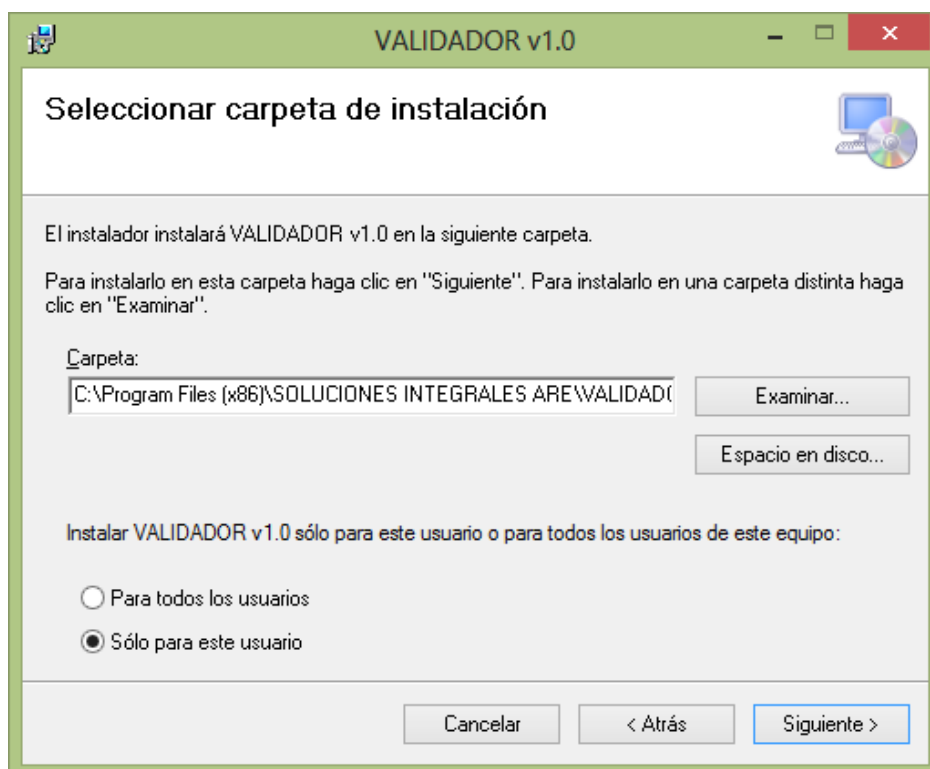 VALIDADOR v1.0
Seleccionar carpeta de instalación
El instalador instalará VALIDADOR v1.0 en la siguiente carpeta.
Para instalarlo en esta carpeta haga clic en "Siguiente". Para instalarlo en una carpeta distinta haga
clic en "Examinar".
Carpeta:
C:\Program Files (x86)\SOLUCIONES INTEGRALES ARE\VALIDADO
Examinar...
Espacio en disco...
Instalar VALIDADOR v1.0 sólo para este usuario o para todos los usuarios de este equipo:
Para todos los usuarios
Sólo para este usuario
Cancelar
< Atrás
Siguiente >